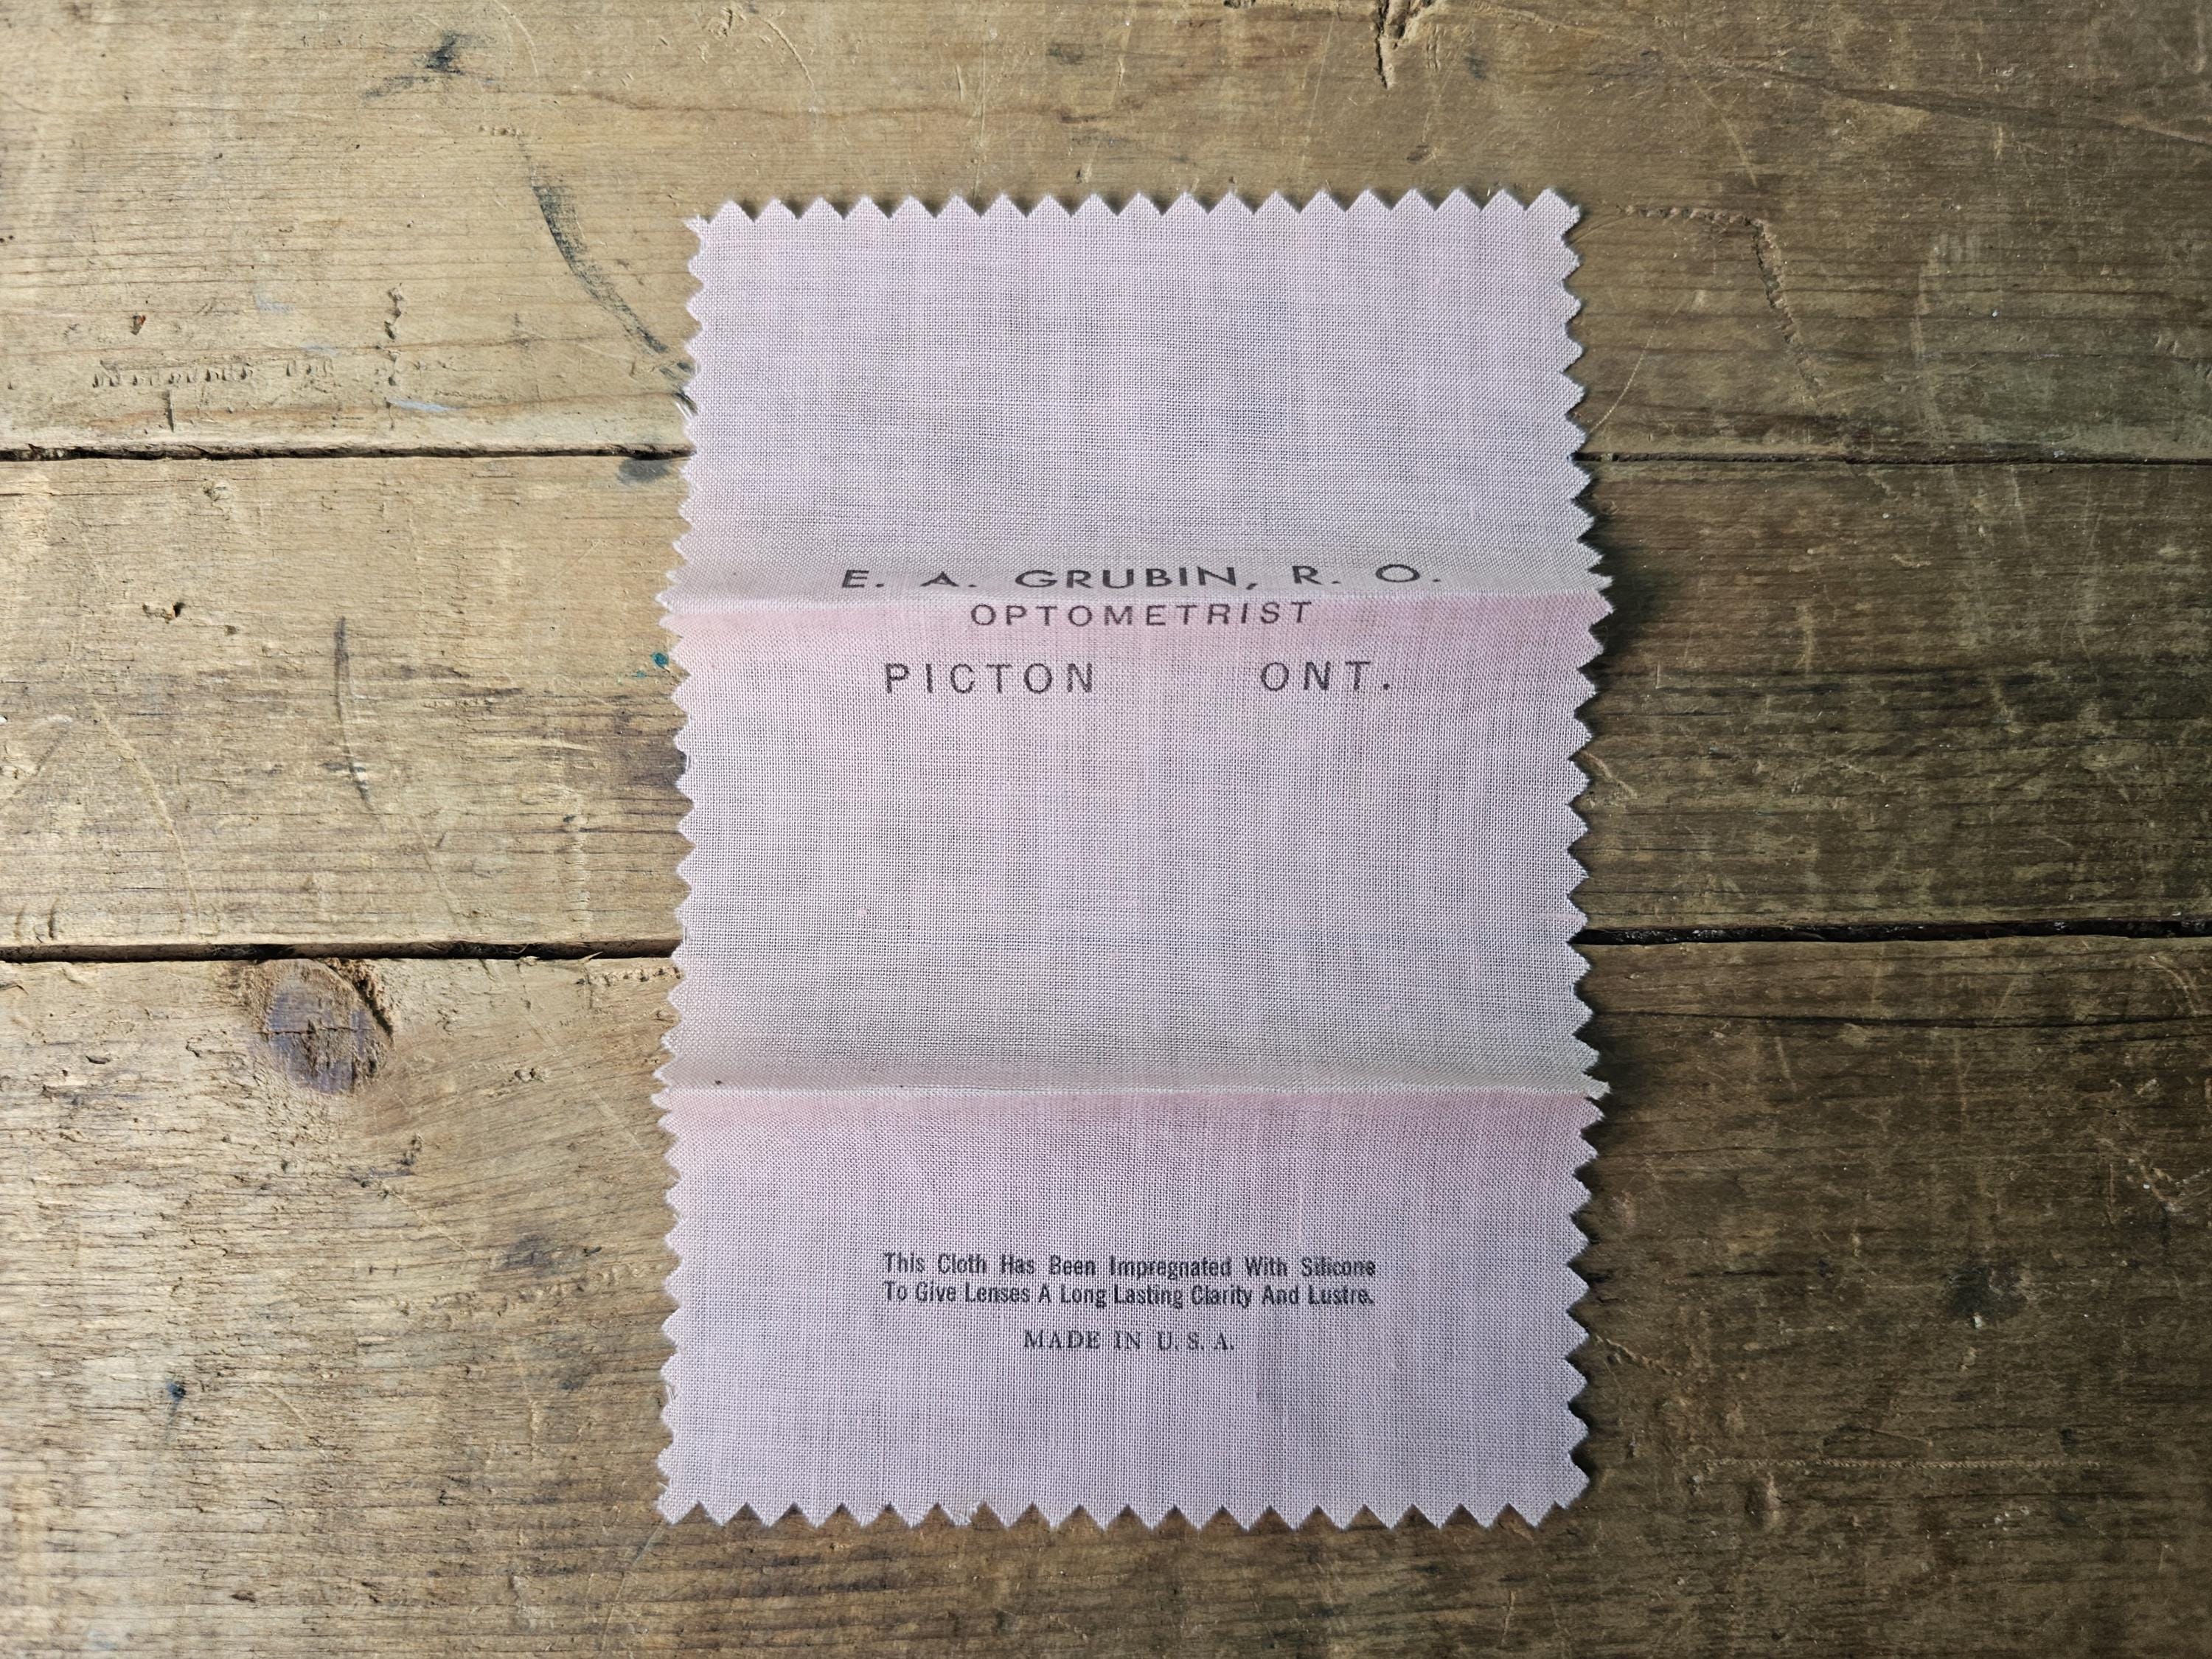 E. A. GRUBIN, R. O.
OPTOMETRIST
PICTON ONT.
This Cloth Has Been Impregnated With Silicone
To Give Lenses A Long Lasting Clarity And Lustre.
MADE IN U. S. A.